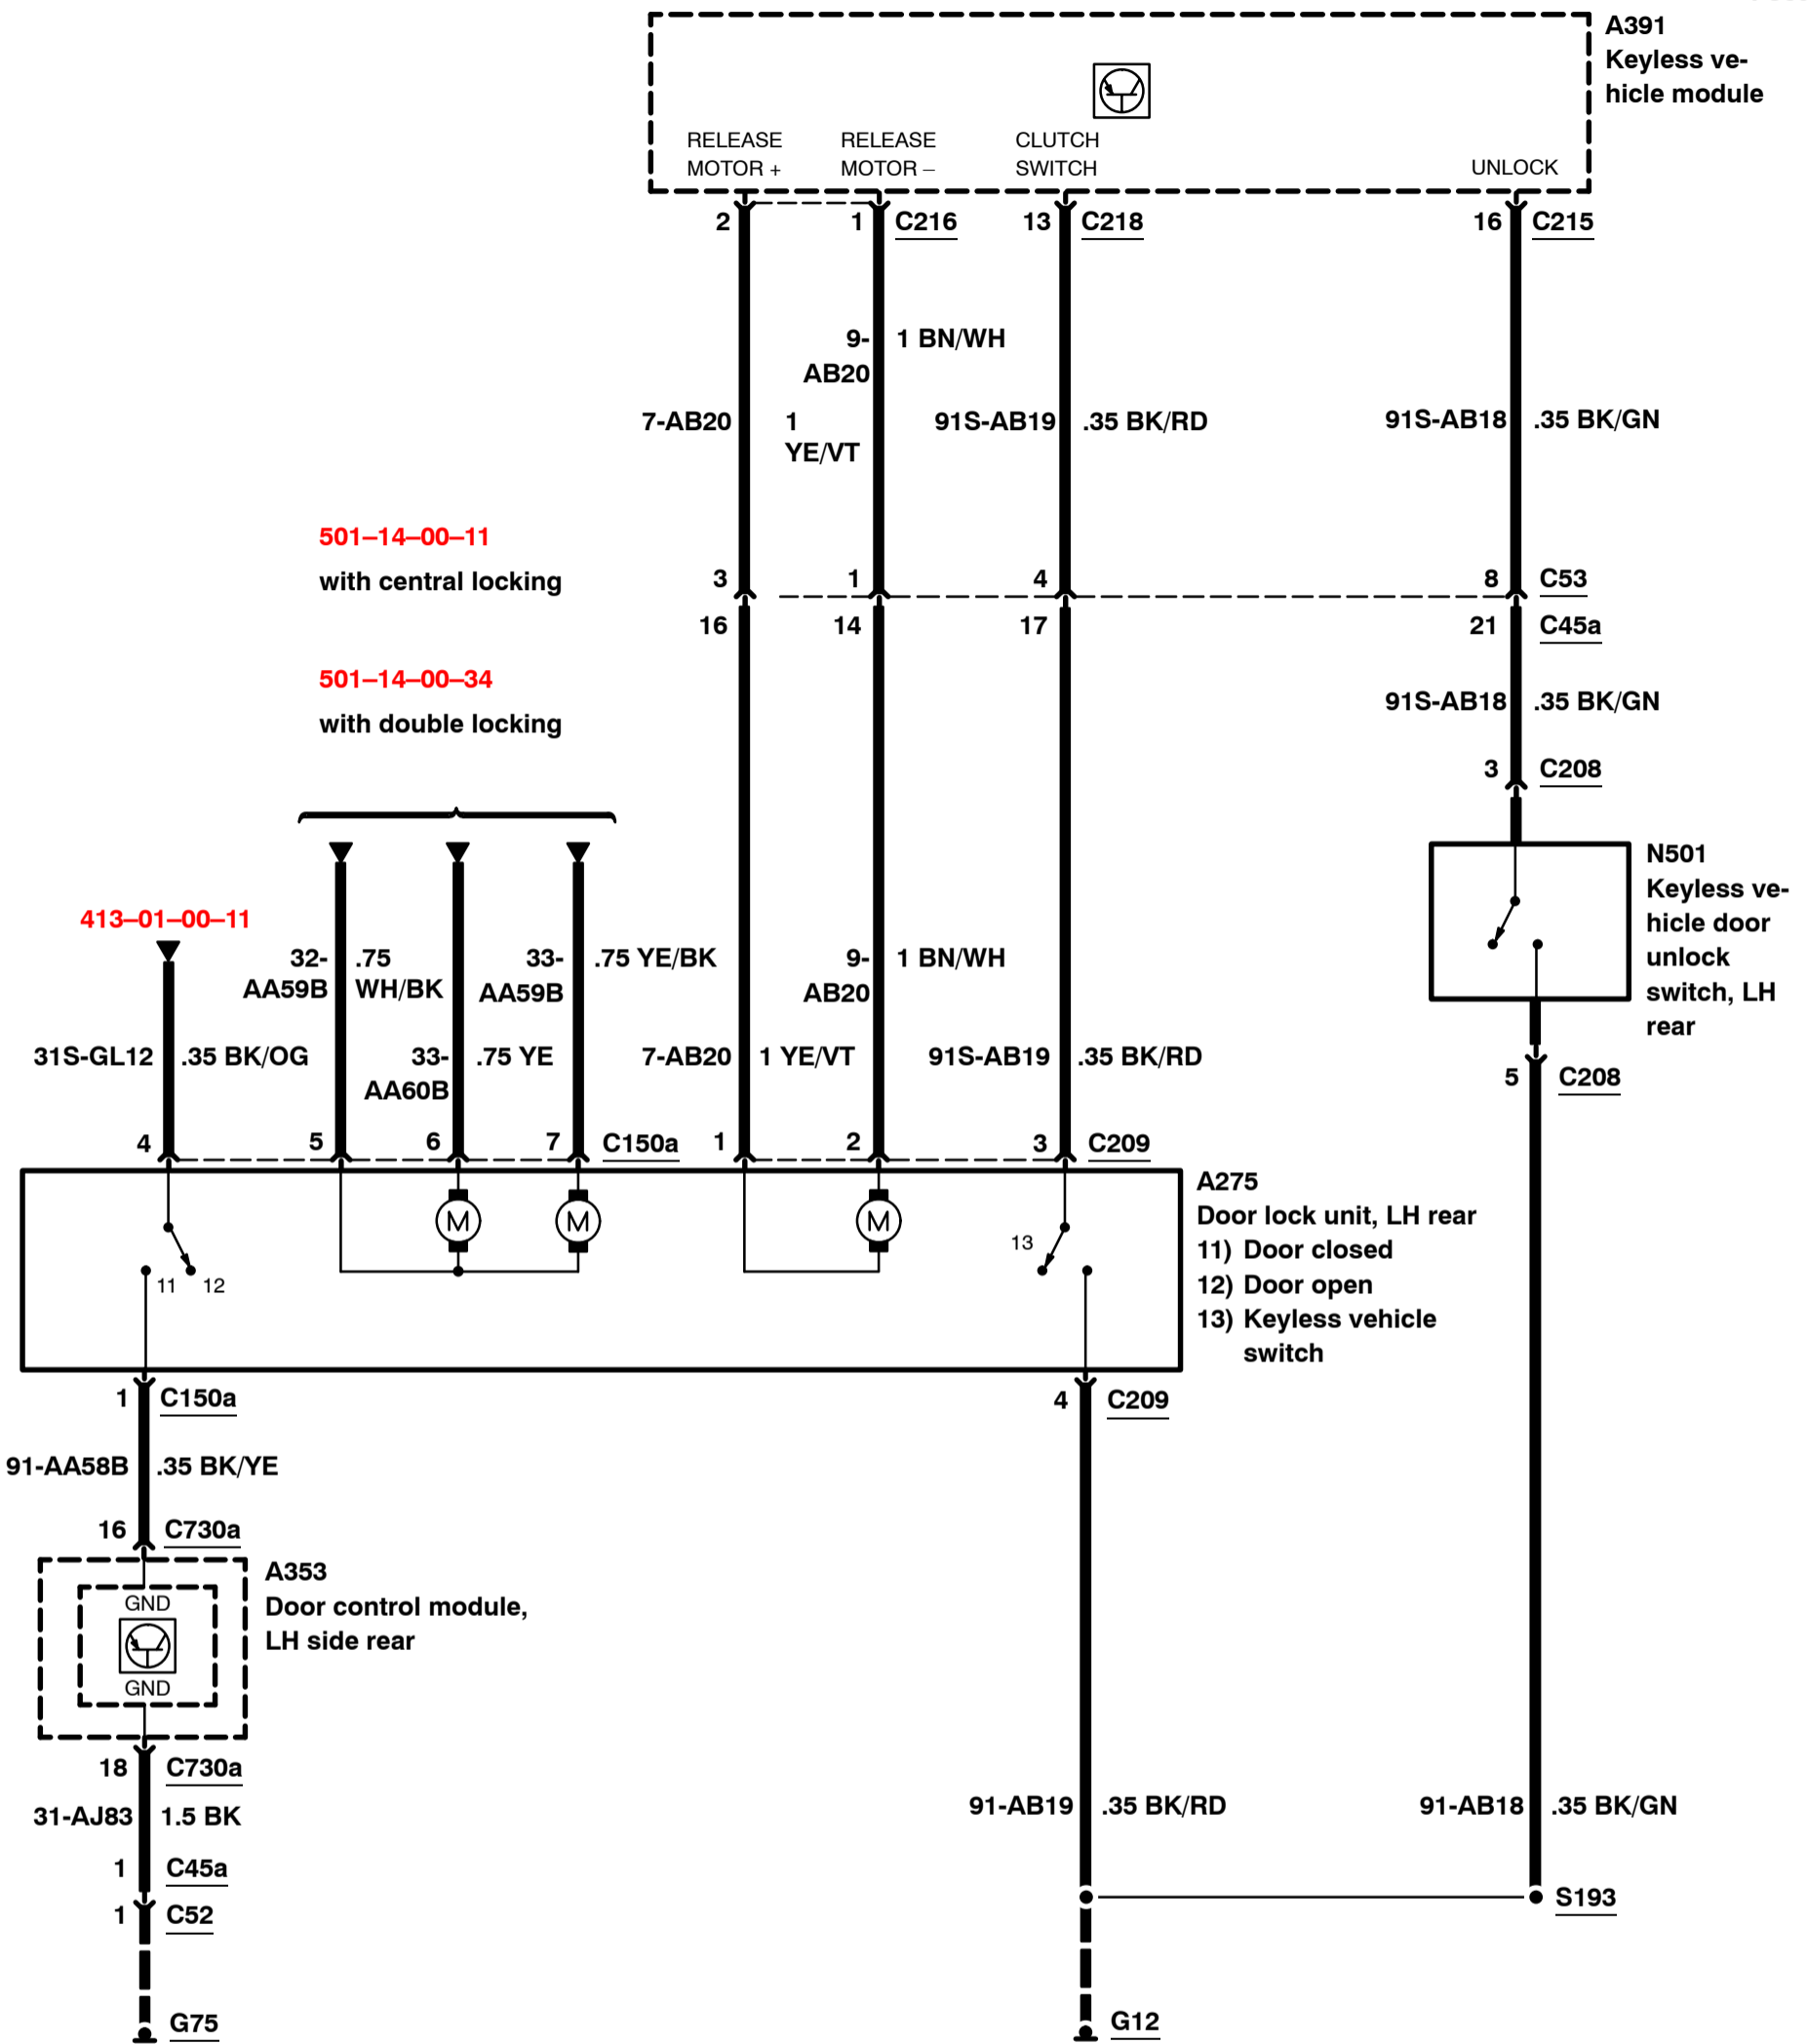 A391
Keyless ve-
hicle module
RELEASE MOTOR +
RELEASE MOTOR –
CLUTCH SWITCH
UNLOCK
2 1 C216 13 C218 16 C215
9-AB20 1 BN/WH
7-AB20 1 YE/VT 91S-AB19 .35 BK/RD 91S-AB18 .35 BK/GN
501–14–00–11
with central locking
3 1 4 8 C53
16 14 17 21 C45a
501–14–00–34
with double locking
91S-AB18 .35 BK/GN
3 C208
N501
Keyless ve-
hicle door
unlock
switch, LH
rear
413–01–00–11
32-AA59B .75 WH/BK 33-AA59B .75 YE/BK 9-AB20 1 BN/WH
31S-GL12 .35 BK/OG 33-AA60B .75 YE 7-AB20 1 YE/VT 91S-AB19 .35 BK/RD
5 C208
4 5 6 7 C150a 1 2 3 C209
A275
Door lock unit, LH rear
11) Door closed
12) Door open
13) Keyless vehicle
switch
M M M
13
11 12
1 C150a 4 C209
91-AA58B .35 BK/YE
16 C730a
A353
Door control module,
LH side rear
GND
GND
18 C730a
31-AJ83 1.5 BK 91-AB19 .35 BK/RD 91-AB18 .35 BK/GN
1 C45a
1 C52 S193
G75 G12